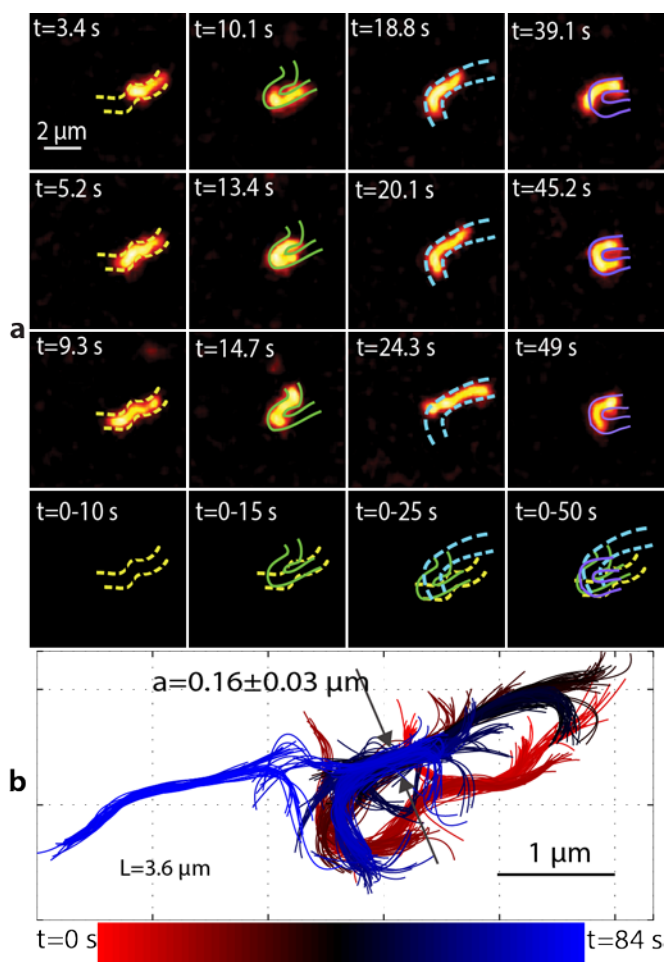 t=3.4 s
t=10.1 s
t=18.8 s
t=39.1 s
2 μm
t=5.2 s
t=13.4 s
t=20.1 s
t=45.2 s
a
t=9.3 s
t=14.7 s
t=24.3 s
t=49 s
t=0-10 s
t=0-15 s
t=0-25 s
t=0-50 s
a=0.16±0.03 μm
b
L=3.6 μm
1 μm
t=0 s
t=84 s